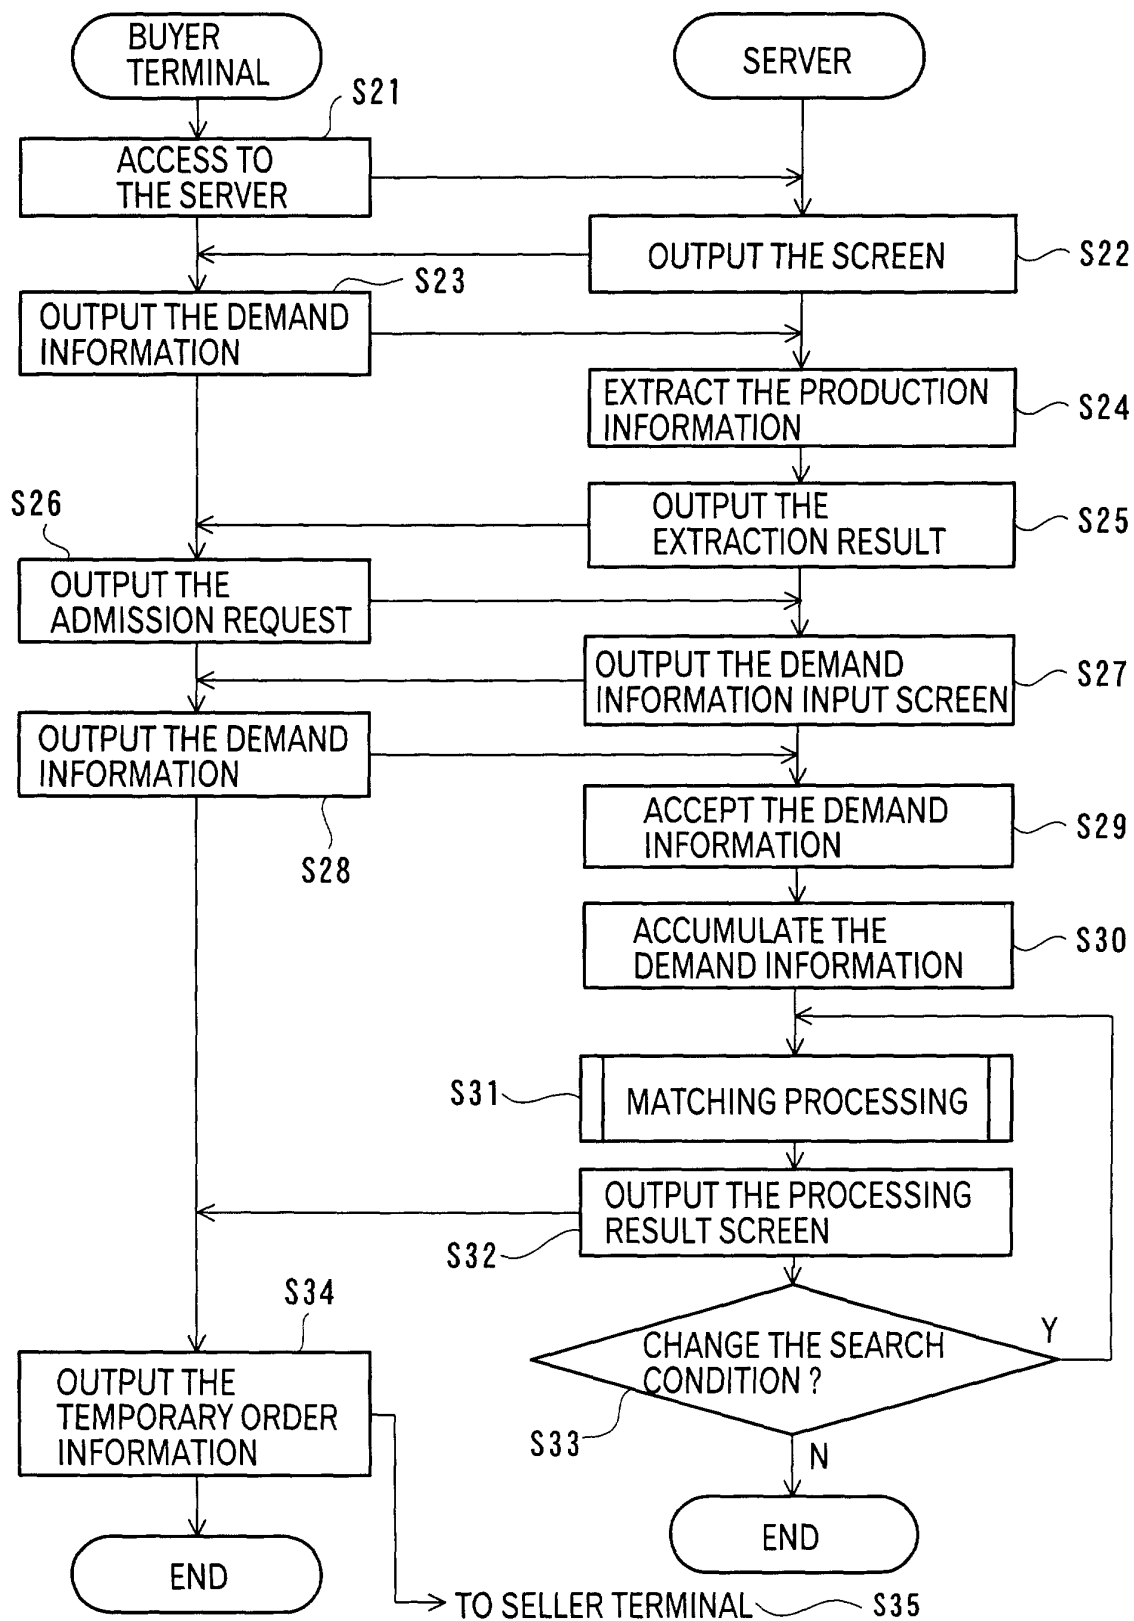 BUYER
TERMINAL
SERVER
S21
ACCESS TO
THE SERVER
OUTPUT THE SCREEN
S22
S23
OUTPUT THE DEMAND
INFORMATION
EXTRACT THE PRODUCTION
INFORMATION
S24
S26
OUTPUT THE
EXTRACTION RESULT
S25
OUTPUT THE
ADMISSION REQUEST
OUTPUT THE DEMAND
INFORMATION INPUT SCREEN
S27
OUTPUT THE DEMAND
INFORMATION
S28
ACCEPT THE DEMAND
INFORMATION
S29
ACCUMULATE THE
DEMAND INFORMATION
S30
S31
MATCHING PROCESSING
OUTPUT THE PROCESSING
RESULT SCREEN
S32
S34
CHANGE THE SEARCH
CONDITION ?
Y
S33
N
OUTPUT THE
TEMPORARY ORDER
INFORMATION
END
END
TO SELLER TERMINAL
S35